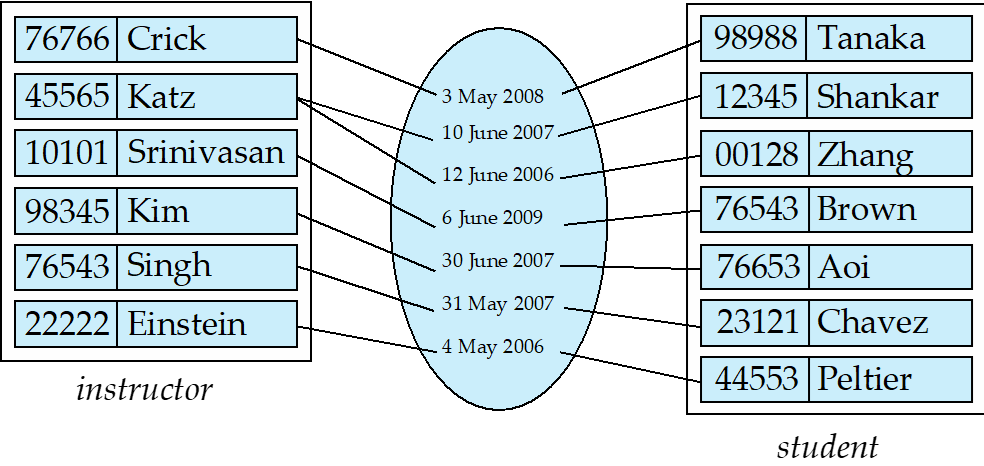 76766 Crick
45565 Katz
10101 Srinivasan
98345 Kim
76543 Singh
22222 Einstein
instructor
3 May 2008
10 June 2007
12 June 2006
6 June 2009
30 June 2007
31 May 2007
4 May 2006
98988 Tanaka
12345 Shankar
00128 Zhang
76543 Brown
76653 Aoi
23121 Chavez
44553 Peltier
student